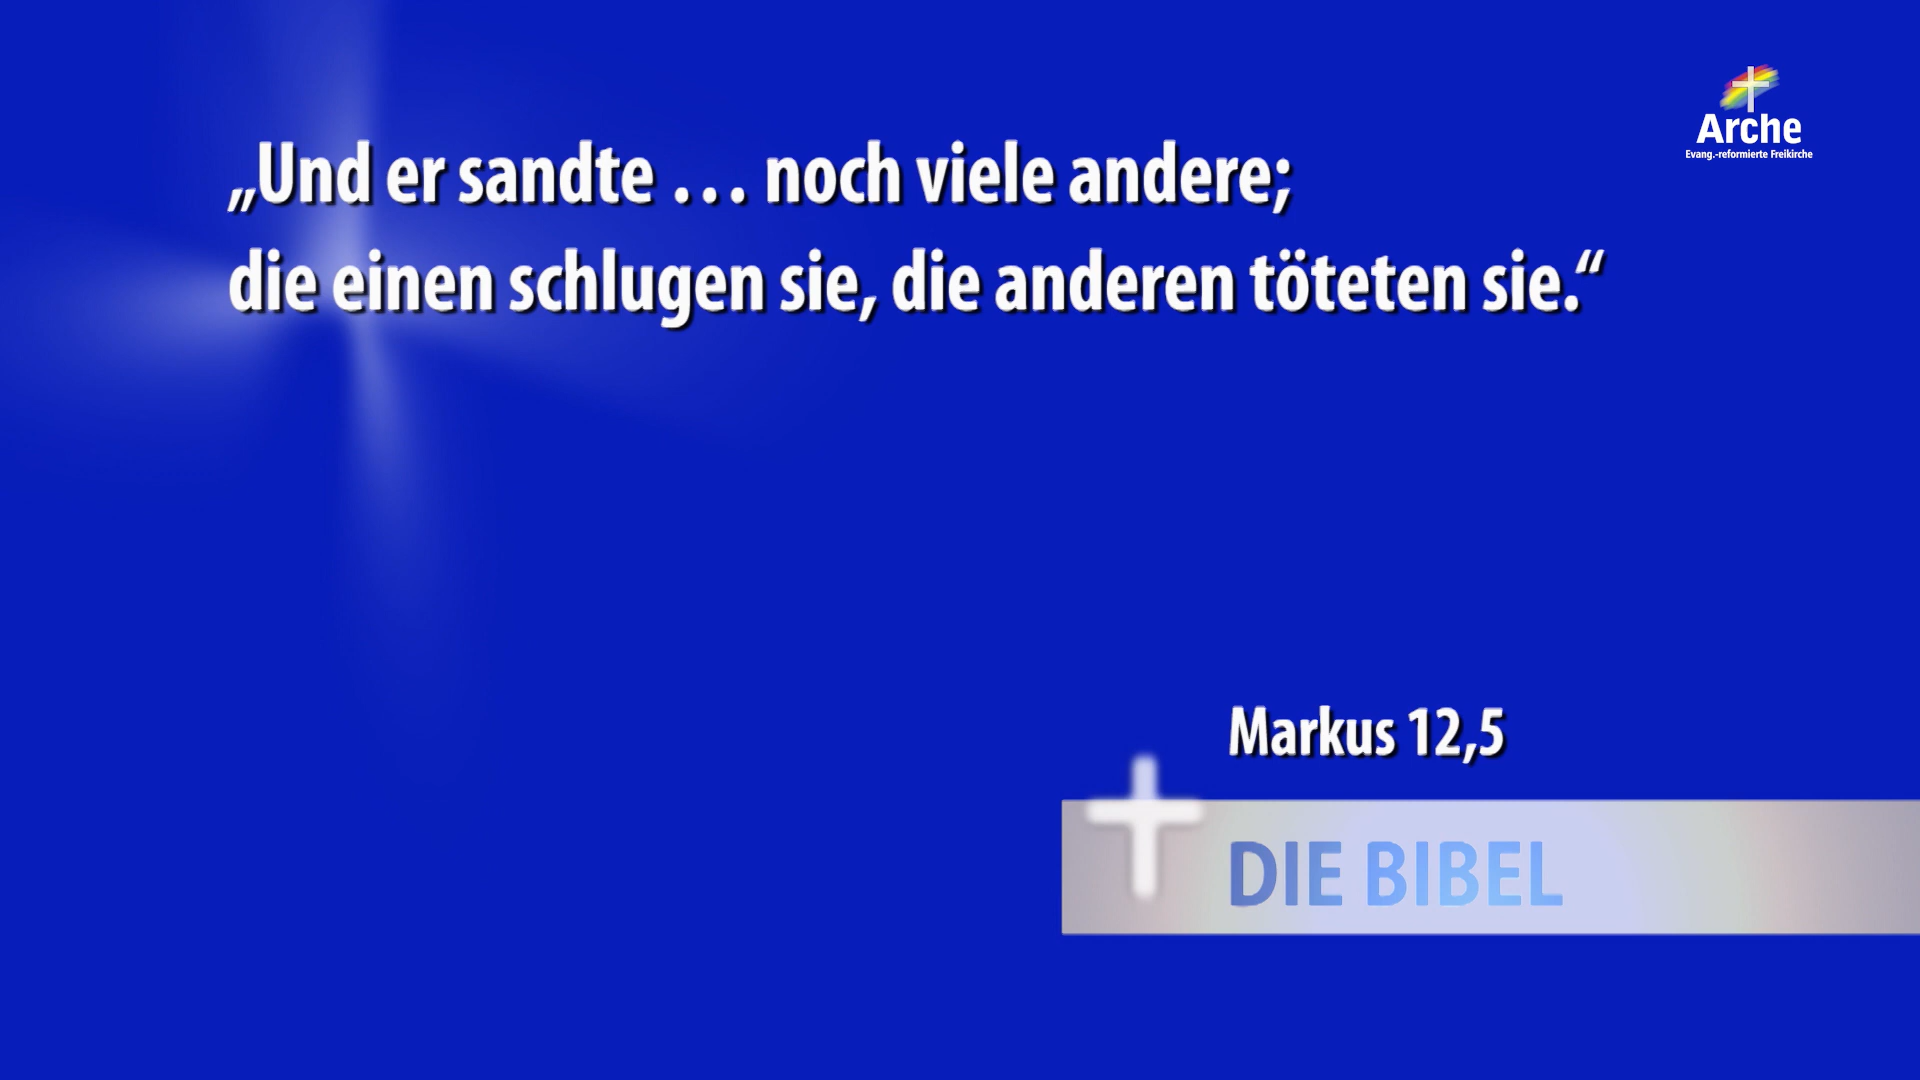 Arche
Evang.-reformierte Freikirche
„Und er sandte … noch viele andere;
die einen schlugen sie, die anderen töteten sie.“
Markus 12,5
DIE BIBEL